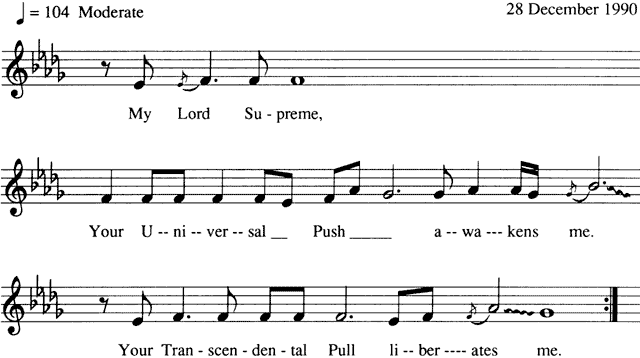 ♩ = 104 Moderate 28 December 1990
My Lord Su - preme,
Your U -- ni -- ver -- sal __ Push _____ a -- wa --- kens me.
Your Tran - scen - den - tal Pull li -- ber ---- ates me.